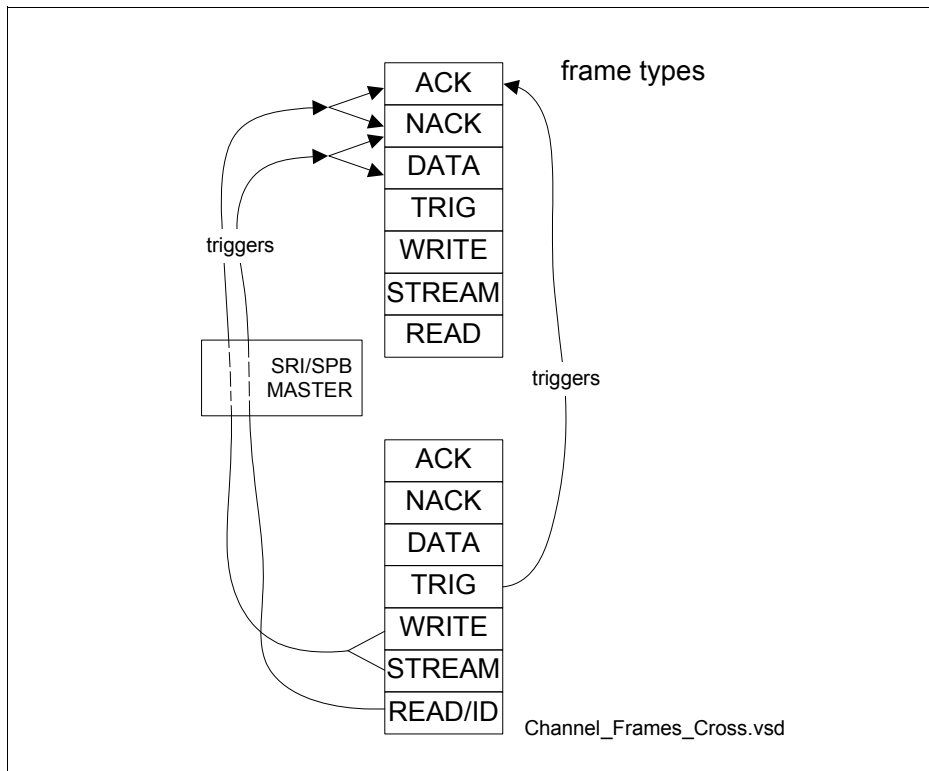 frame types
ACK
NACK
DATA
TRIG
WRITE
STREAM
READ
triggers
SRI/SPB
MASTER
triggers
ACK
NACK
DATA
TRIG
WRITE
STREAM
READ/ID
Channel_Frames_Cross.vsd